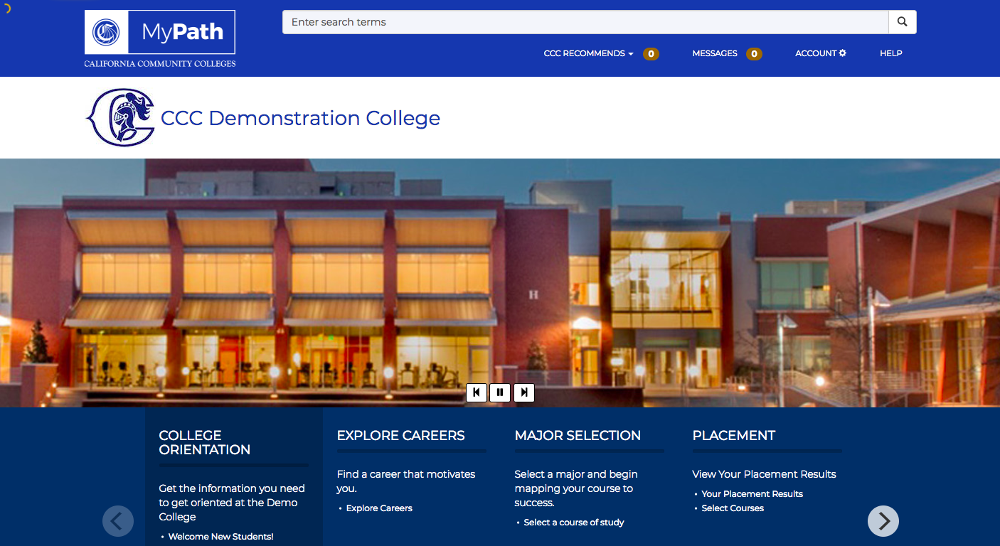 MyPath
CALIFORNIA COMMUNITY COLLEGES
Enter search terms
CCC RECOMMENDS 0 MESSAGES 0 ACCOUNT HELP
CCC Demonstration College
H
COLLEGE
ORIENTATION
Get the information you need
to get oriented at the Demo
College
• Welcome New Students!
EXPLORE CAREERS
Find a career that motivates
you.
• Explore Careers
MAJOR SELECTION
Select a major and begin
mapping your course to
success.
• Select a course of study
PLACEMENT
View Your Placement Results
• Your Placement Results
• Select Courses